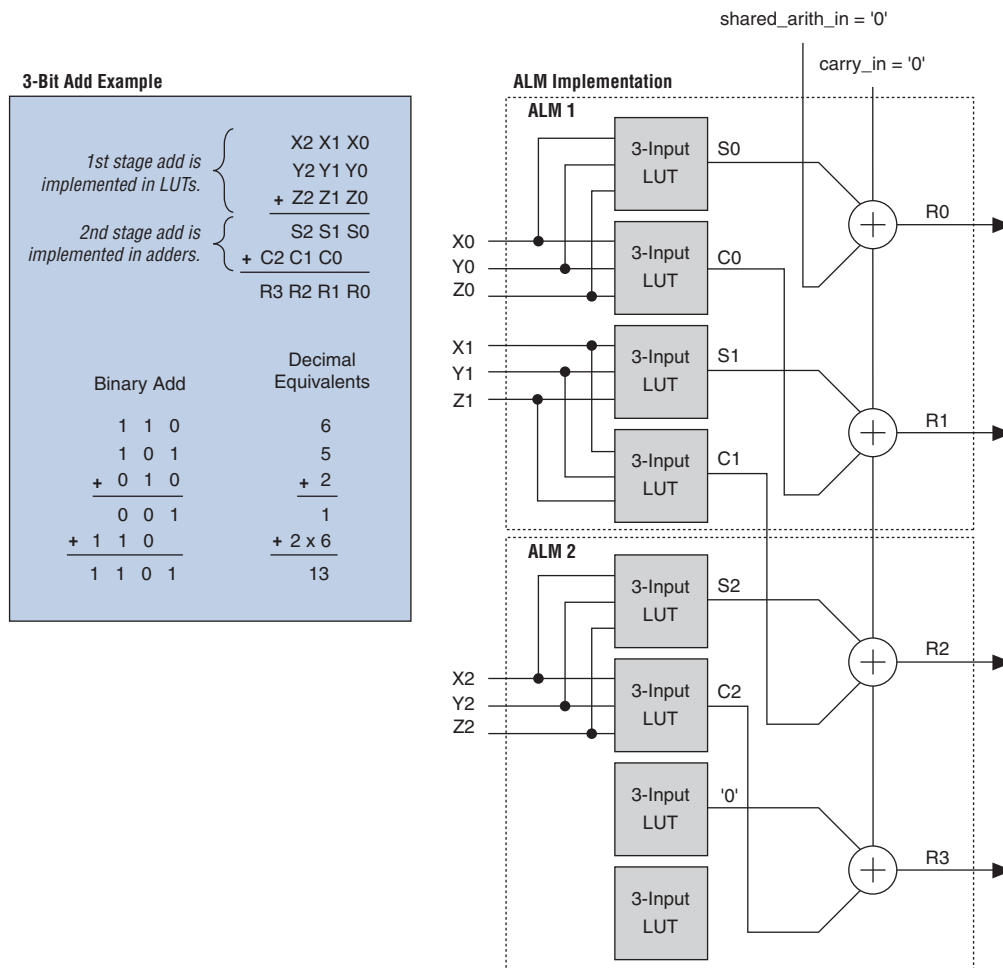 shared_arith_in = '0'
carry_in = '0'
3-Bit Add Example
1st stage add is
implemented in LUTs.
X2 X1 X0
Y2 Y1 Y0
+ Z2 Z1 Z0
2nd stage add is
implemented in adders.
S2 S1 S0
+ C2 C1 C0
R3 R2 R1 R0
Binary Add
1 1 0
1 0 1
+ 0 1 0
0 0 1
+ 1 1 0
1 1 0 1
Decimal
Equivalents
6
5
+ 2
1
+ 2 x 6
13
ALM Implementation
ALM 1
3-Input
LUT
S0
R0
X0
Y0
Z0
3-Input
LUT
C0
X1
Y1
Z1
3-Input
LUT
S1
R1
3-Input
LUT
C1
ALM 2
3-Input
LUT
S2
R2
X2
Y2
Z2
3-Input
LUT
C2
3-Input
LUT
'0'
R3
3-Input
LUT